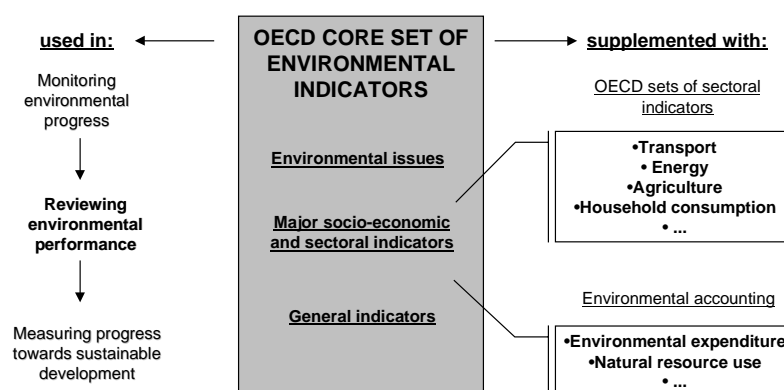 used in:
Monitoring
environmental
progress
Reviewing
environmental
performance
Measuring progress
towards sustainable
development
OECD CORE SET OF
ENVIRONMENTAL
INDICATORS
Environmental issues
Major socio-economic
and sectoral indicators
General indicators
supplemented with:
OECD sets of sectoral
indicators
•Transport
• Energy
•Agriculture
•Household consumption
• ...
Environmental accounting
•Environmental expenditure
•Natural resource use
• ...